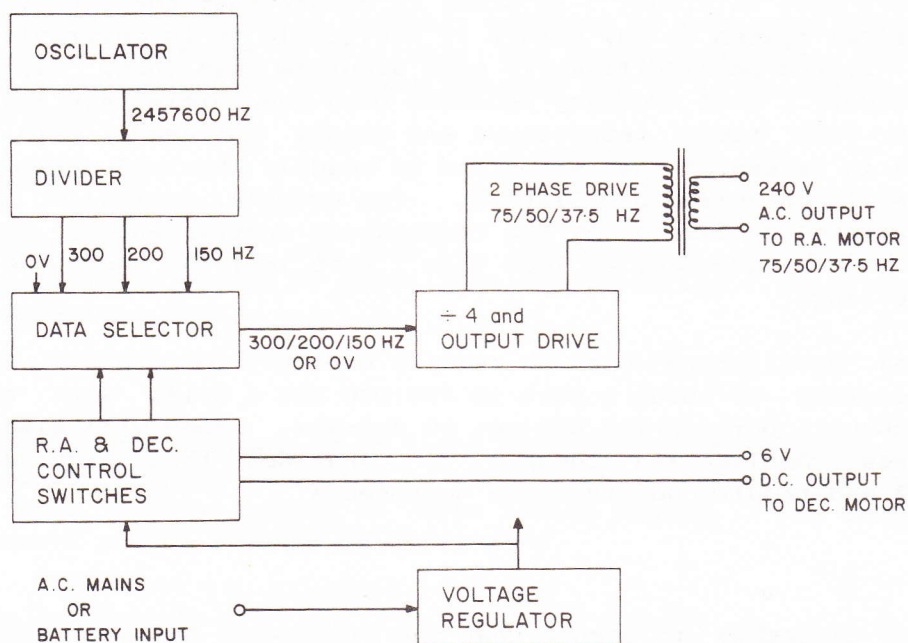 OSCILLATOR
2457600 HZ
DIVIDER
0V
300
200
150 HZ
DATA SELECTOR
300/200/150 HZ
OR 0V
2 PHASE DRIVE
75/50/37·5 HZ
÷ 4 and
OUTPUT DRIVE
240 V
A.C. OUTPUT
TO R.A. MOTOR
75/50/37·5 HZ
R.A. & DEC.
CONTROL
SWITCHES
6 V
D.C. OUTPUT
TO DEC. MOTOR
A.C. MAINS
OR
BATTERY INPUT
VOLTAGE
REGULATOR